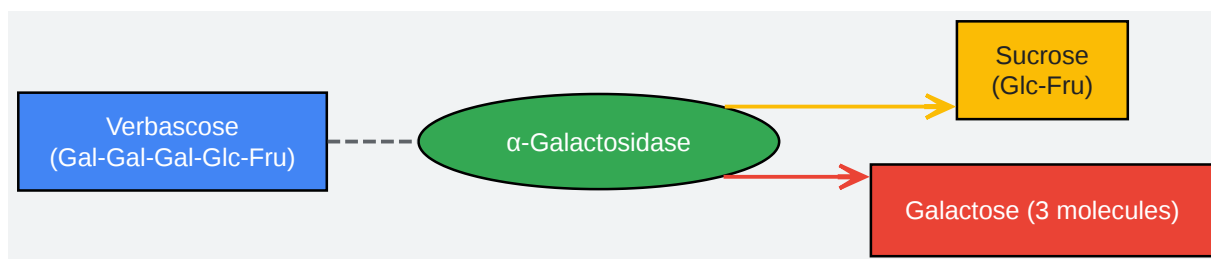 Verbascose
(Gal-Gal-Gal-Glc-Fru)
α-Galactosidase
Sucrose
(Glc-Fru)
Galactose (3 molecules)